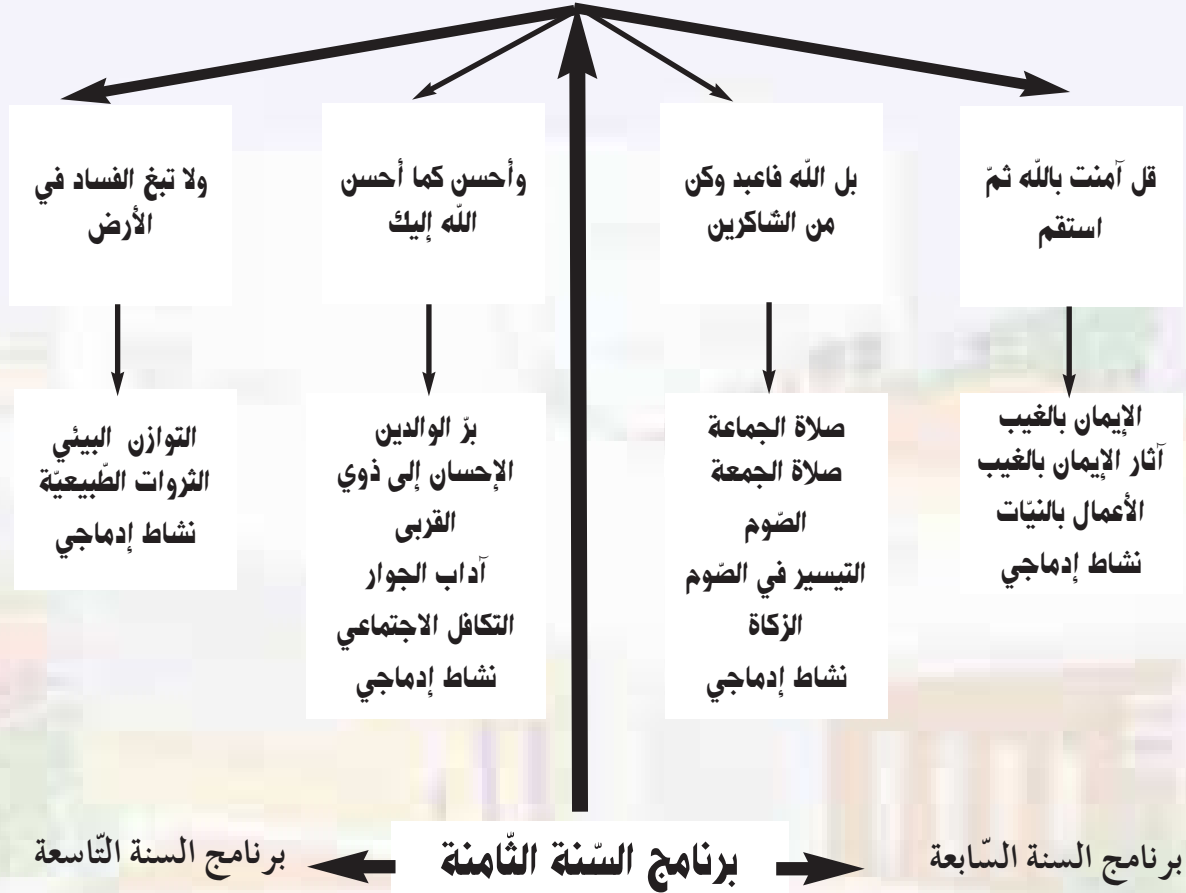 قل آمنت بالله ثمّ
استقم
بل الله فاعبد وكن
من الشاكرين
وأحسن كما أحسن
الله إليك
ولا تبغ الفساد في
الأرض
الإيمان بالغيب
آثار الإيمان بالغيب
الأعمال بالنيّات
نشاط إدماجي
صلاة الجماعة
صلاة الجمعة
الصّوم
التيسير في الصّوم
الزكاة
نشاط إدماجي
برّ الوالدين
الإحسان إلى ذوي
القربى
آداب الجوار
التكافل الاجتماعي
نشاط إدماجي
التوازن البيئي
الثروات الطّبيعيّة
نشاط إدماجي
برنامج السنة السّابعة
برنامج السّنة الثّامنة
برنامج السنة التّاسعة